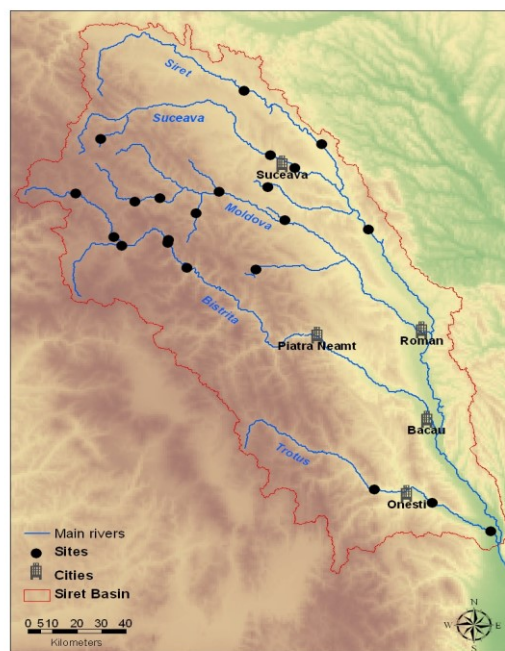 Siret
Suceava
Suceava
Moldova
Bistrita
Piatra Neamt
Roman
Bacau
Trotus
Onesti
Main rivers
Sites
Cities
Siret Basin
0 5 10 20 30 40
Kilometers
N
W E
S